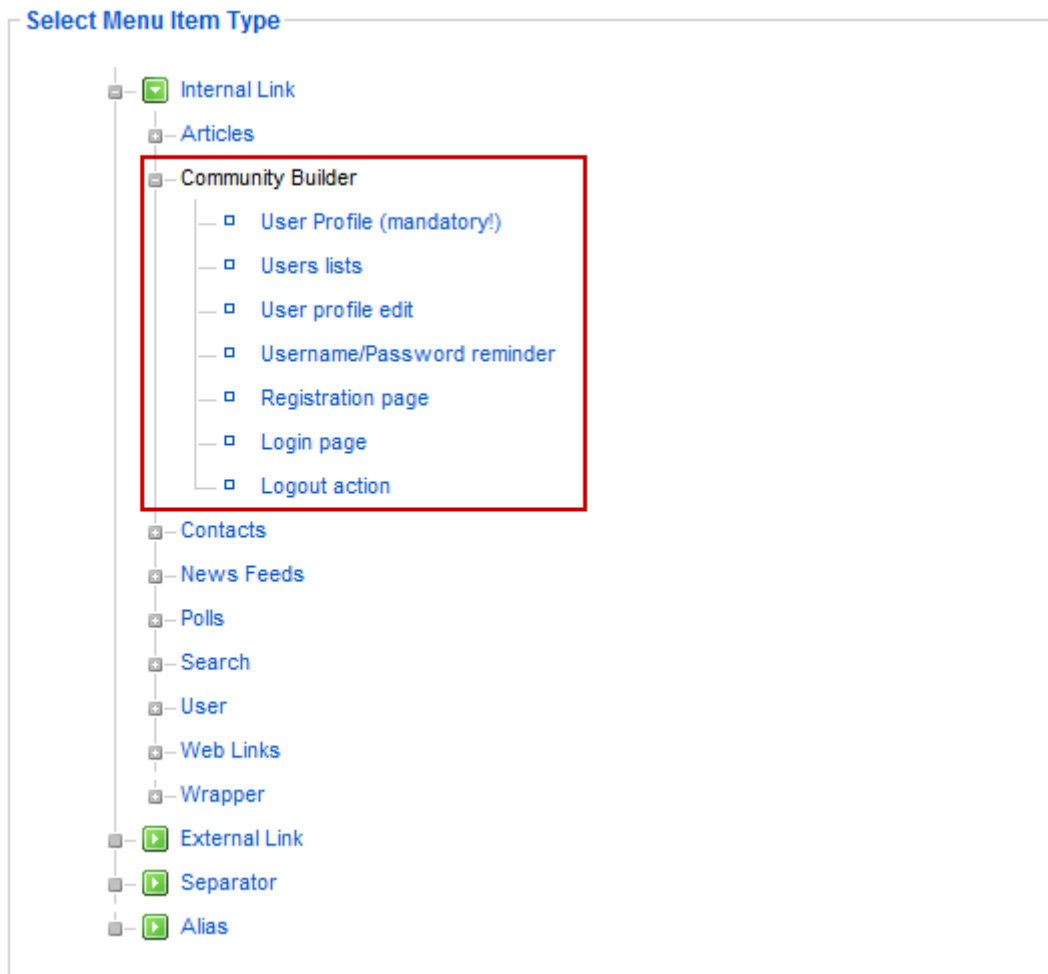 Select Menu Item Type
Internal Link
Articles
Community Builder
User Profile (mandatory!)
Users lists
User profile edit
Username/Password reminder
Registration page
Login page
Logout action
Contacts
News Feeds
Polls
Search
User
Web Links
Wrapper
External Link
Separator
Alias